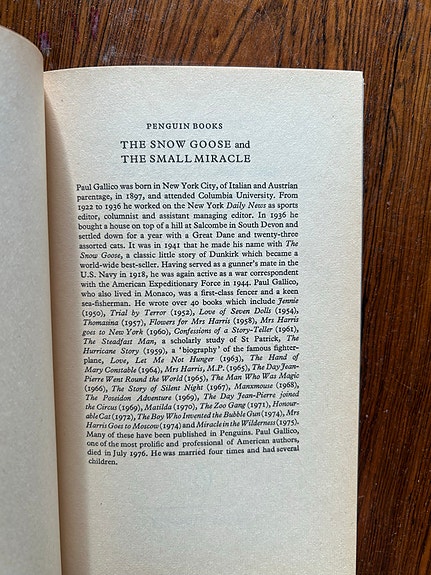 PENGUIN BOOKS
THE SNOW GOOSE and
THE SMALL MIRACLE
Paul Gallico was born in New York City, of Italian and Austrian
parentage, in 1897, and attended Columbia University. From
1922 to 1936 he worked on the New York Daily News as sports
editor, columnist and assistant managing editor. In 1936 he
bought a house on top of a hill at Salcombe in South Devon and
settled down for a year with a Great Dane and twenty-three
assorted cats. It was in 1941 that he made his name with The
Snow Goose, a classic little story of Dunkirk which became a
world-wide best-seller. Having served as a gunner's mate in the
U.S. Navy in 1918, he was again active as a war correspondent
with the American Expeditionary Force in 1944. Paul Gallico,
who also lived in Monaco, was a first-class fencer and a keen
sea-fisherman. He wrote over 40 books which include Jennie
(1950), Trial by Terror (1952), Love of Seven Dolls (1954),
Thomasina (1957), Flowers for Mrs Harris (1958), Mrs Harris
goes to New York (1960), Confessions of a Story-Teller (1961),
The Steadfast Man, a scholarly study of St Patrick, The
Hurricane Story (1959), a 'biography' of the famous fighter-
plane, Love, Let Me Not Hunger (1963), The Hand of
Mary Constable (1964), Mrs Harris, M.P. (1965), The Day Jean-
Pierre Went Round the World (1965), The Man Who Was Magic
(1966), The Story of Silent Night (1967), Manxmouse (1968),
The Poseidon Adventure (1969), The Day Jean-Pierre joined
the Circus (1969), Matilda (1970), The Zoo Gang (1971), Honour-
able Cat (1972), The Boy Who Invented the Bubble Gun (1974), Mrs
Harris Goes to Moscow (1974) and Miracle in the Wilderness (1975).
Many of these have been published in Penguins. Paul Gallico,
one of the most prolific and professional of American authors,
died in July 1976. He was married four times and had several
children.